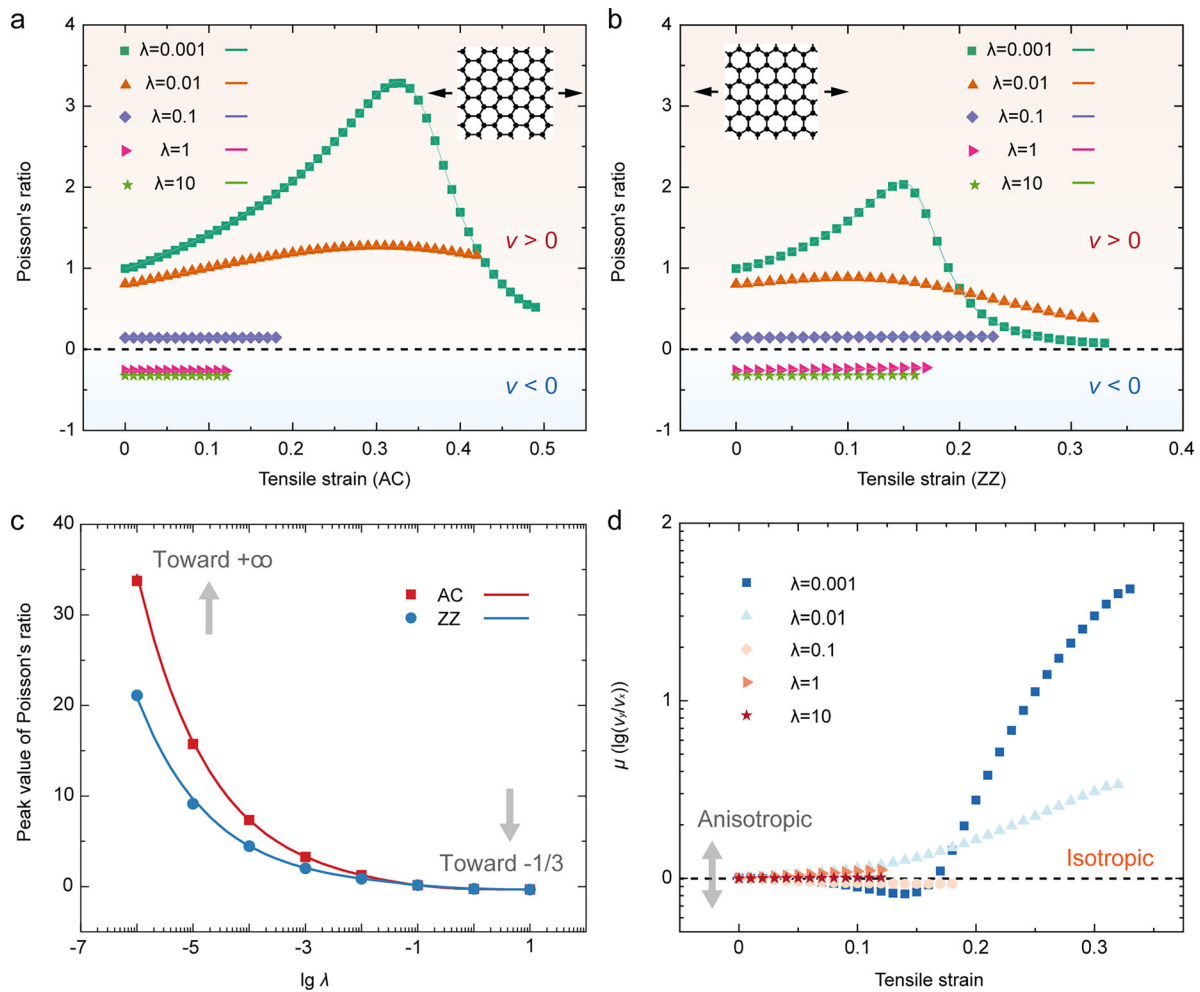 a
4
3
2
1
0
-1
Poisson's ratio
λ=0.001
λ=0.01
λ=0.1
λ=1
λ=10
v > 0
v < 0
0
0.1
0.2
0.3
0.4
0.5
Tensile strain (AC)
b
4
3
2
1
0
-1
Poisson's ratio
λ=0.001
λ=0.01
λ=0.1
λ=1
λ=10
v > 0
v < 0
0
0.1
0.2
0.3
0.4
Tensile strain (ZZ)
c
40
30
20
10
0
Peak value of Poisson's ratio
Toward +∞
AC
ZZ
Toward -1/3
-7
-5
-3
-1
1
lg λ
d
2
1
0
μ (lg(vy/vx))
λ=0.001
λ=0.01
λ=0.1
λ=1
λ=10
Anisotropic
Isotropic
0
0.1
0.2
0.3
Tensile strain